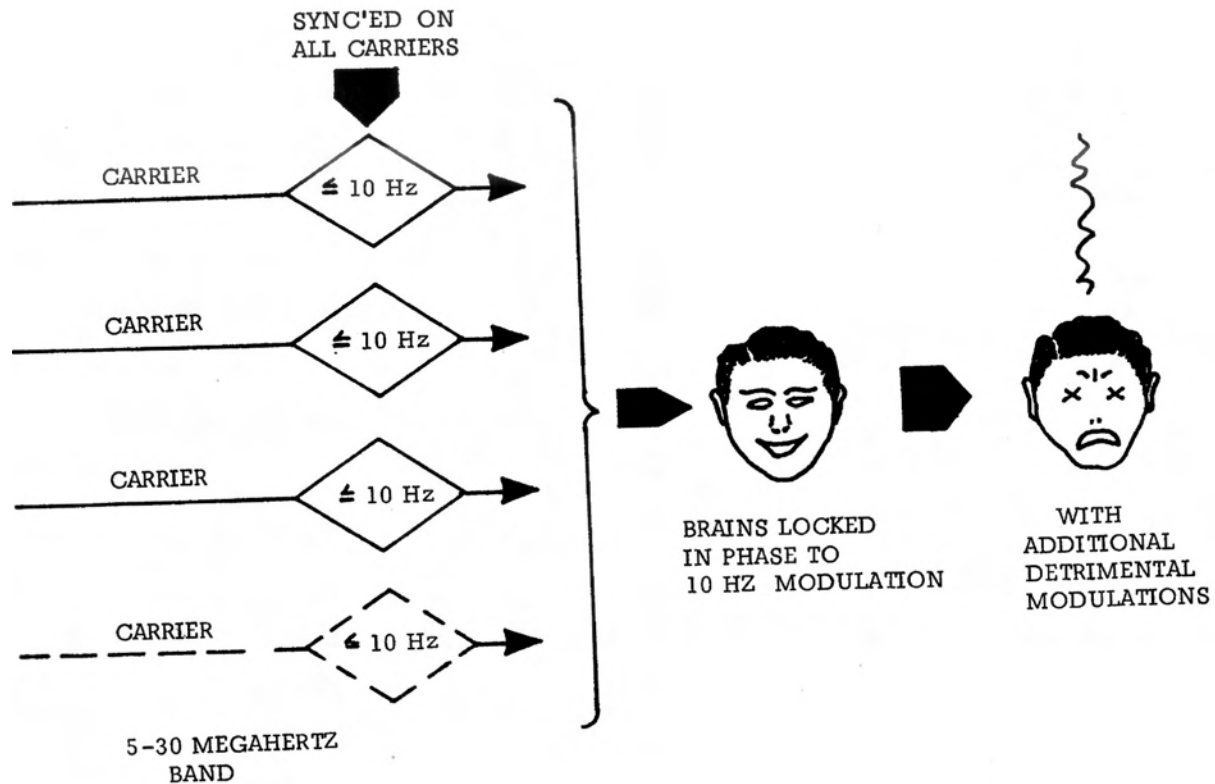 SYNC'ED ON
ALL CARRIERS
CARRIER
≦ 10 Hz
CARRIER
≦ 10 Hz
CARRIER
≦ 10 Hz
CARRIER
≦ 10 Hz
5-30 MEGAHERTZ
BAND
BRAINS LOCKED
IN PHASE TO
10 HZ MODULATION
WITH
ADDITIONAL
DETRIMENTAL
MODULATIONS